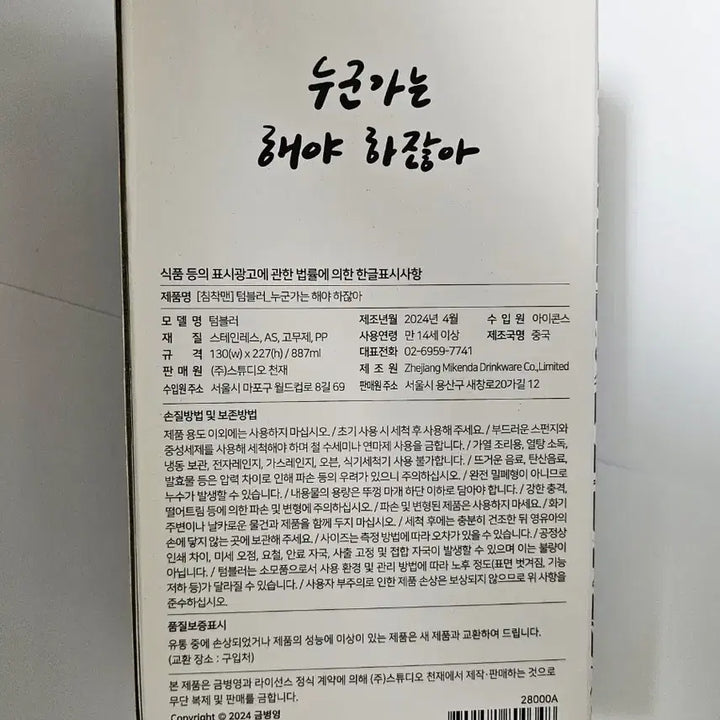 누군가는
해야 하잖아
식품 등의 표시광고에 관한 법률에 의한 한글표시사항
제품명 [침착맨] 텀블러_누군가는 해야 하잖아
모 델 명 텀블러 제조년월 2024년 4월 수 입 원 아이콘스
재 질 스테인레스, AS, 고무제, PP 사용연령 만 14세 이상 제조국명 중국
규 격 130(w) x 227(h) / 887ml 대표전화 02-6959-7741
판 매 원 (주)스튜디오 천재 제 조 원 Zhejiang Mikenda Drinkware Co.,Limited
수입원 주소 서울시 마포구 월드컵로 8길 69 판매원 주소 서울시 용산구 새창로20가길 12
손질방법 및 보존방법
제품 용도 이외에는 사용하지 마십시오. / 초기 사용 시 세척 후 사용해 주세요. / 부드러운 스펀지와
중성세제를 사용해 세척해야 하며 철 수세미나 연마제 사용을 금합니다. / 가열 조리용, 열탕 소독,
냉동 보관, 전자레인지, 가스레인지, 오븐, 식기세척기 사용 불가합니다. / 뜨거운 음료, 탄산음료,
발효물 등은 압력 차이로 인해 파손 등의 우려가 있으니 주의하십시오. / 완전 밀폐형이 아니므로
누수가 발생할 수 있습니다. / 내용물의 용량은 뚜껑 마개 하단 이하로 담아야 합니다. / 강한 충격,
떨어트림 등에 의한 파손 및 변형에 주의하십시오. / 파손 및 변형된 제품은 사용하지 마세요. / 화기
주변이나 날카로운 물건과 제품을 함께 두지 마십시오. / 세척 후에는 충분히 건조한 뒤 영유아의
손에 닿지 않는 곳에 보관해 주세요. / 사이즈는 측정 방법에 따라 오차가 있을 수 있습니다. / 공정상
인쇄 차이, 미세 오점, 요철, 안료 자국, 사출 고정 및 접합 자국이 발생할 수 있으며 이는 불량이
아닙니다. / 텀블러는 소모품으로서 사용 환경 및 관리 방법에 따라 노후 정도(표면 벗겨짐, 기능
저하 등)가 달라질 수 있습니다. / 사용자 부주의로 인한 제품 손상은 보상되지 않으므로 위 사항을
준수하십시오.
품질보증표시
유통 중에 손상되었거나 제품의 성능에 이상이 있는 제품은 새 제품과 교환하여 드립니다.
(교환 장소 : 구입처)
본 제품은 금병영과 라이선스 정식 계약에 의해 (주)스튜디오 천재에서 제작·판매하는 것으로
무단 복제 및 판매를 금합니다.
28000A
Copyright © 2024 금병영